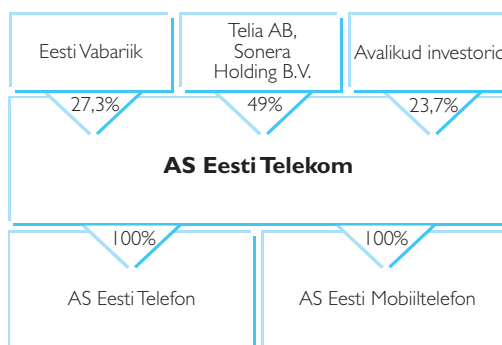 Eesti Vabariik
Telia AB,
Sonera
Holding B.V.
Avalikud investorid
27,3%
49%
23,7%
AS Eesti Telekom
100%
100%
AS Eesti Telefon
AS Eesti Mobiiltelefon